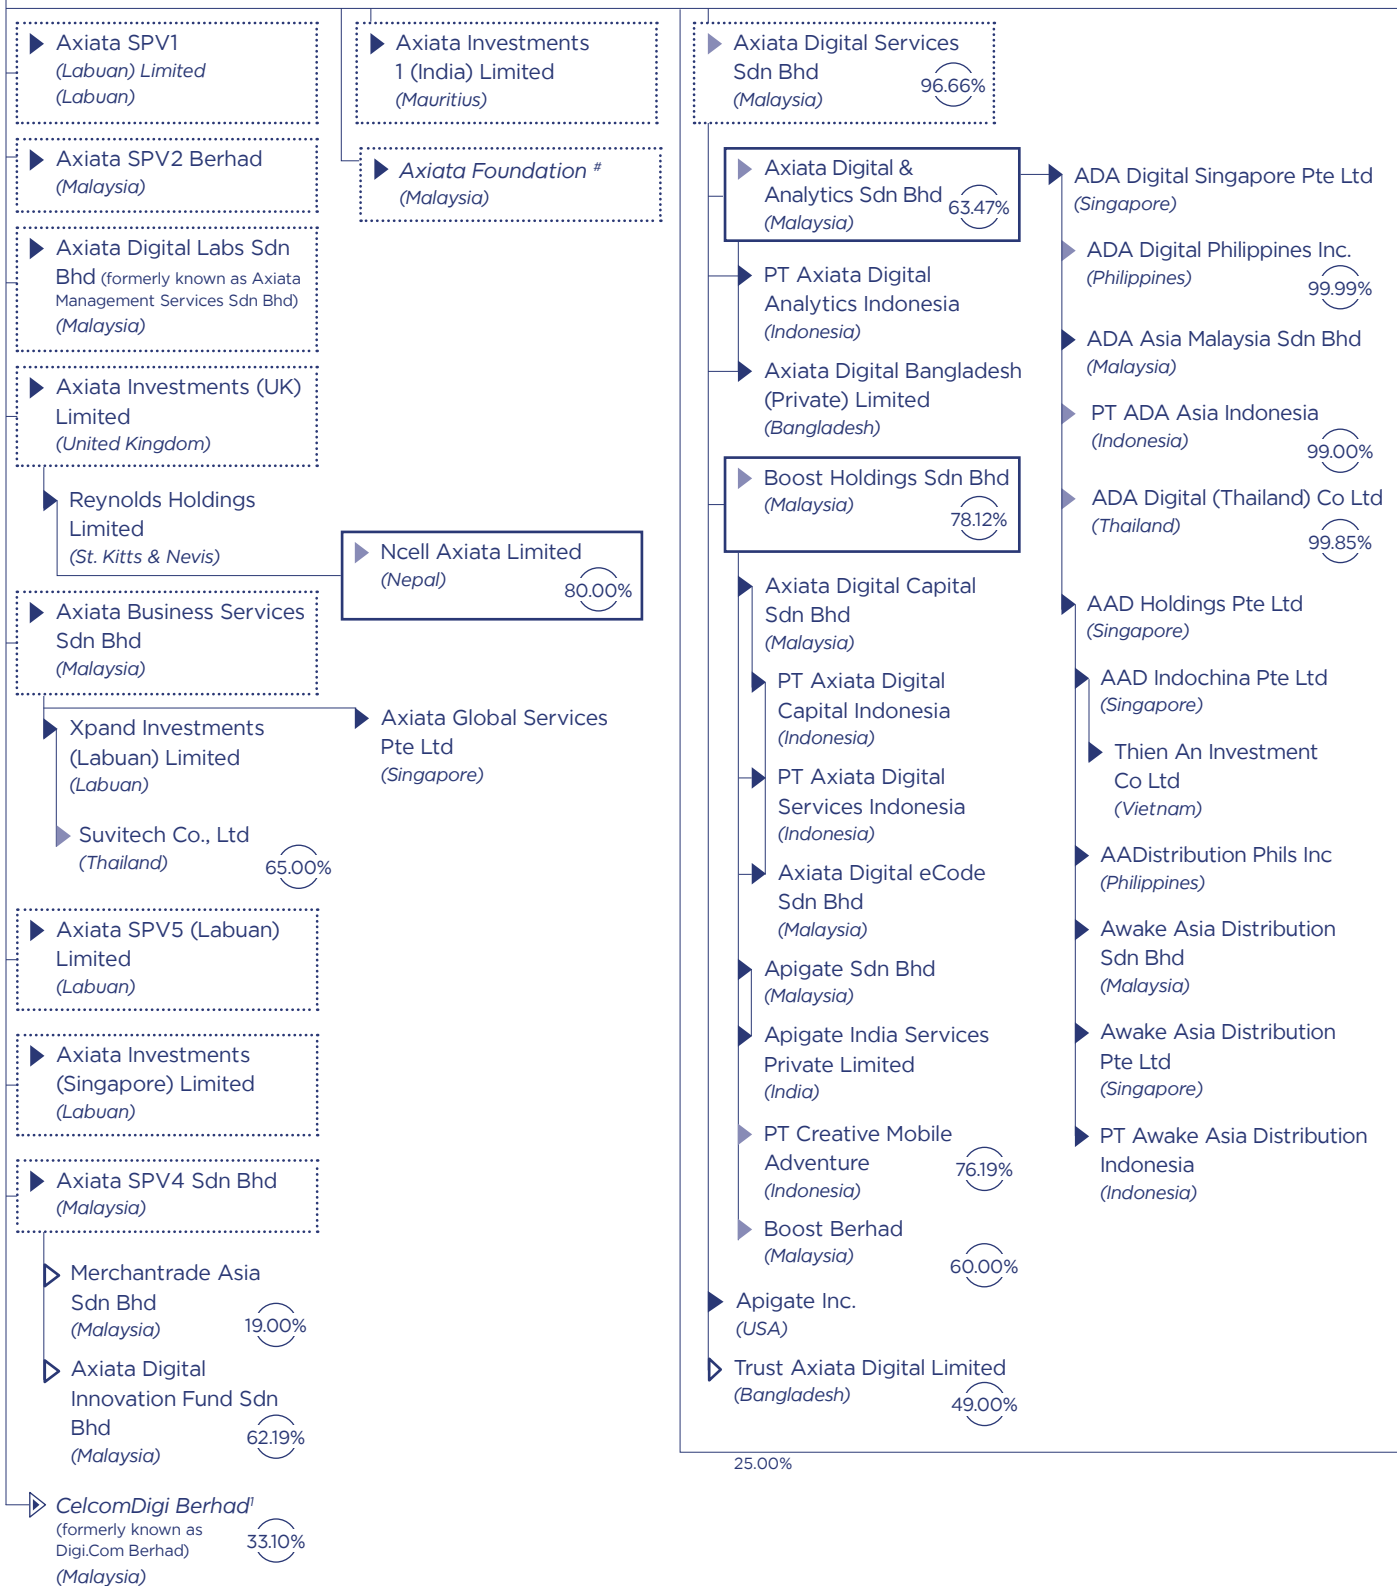 Axiata SPV1
(Labuan) Limited
(Labuan)
Axiata SPV2 Berhad
(Malaysia)
Axiata Digital Labs Sdn
Bhd (formerly known as Axiata
Management Services Sdn Bhd)
(Malaysia)
Axiata Investments (UK)
Limited
(United Kingdom)
Reynolds Holdings
Limited
(St. Kitts & Nevis)
Axiata Business Services
Sdn Bhd
(Malaysia)
Xpand Investments
(Labuan) Limited
(Labuan)
Suvitech Co., Ltd
(Thailand)
65.00%
Axiata SPV5 (Labuan)
Limited
(Labuan)
Axiata Investments
(Singapore) Limited
(Labuan)
Axiata SPV4 Sdn Bhd
(Malaysia)
Merchantrade Asia
Sdn Bhd
(Malaysia)
19.00%
Axiata Digital
Innovation Fund Sdn
Bhd
(Malaysia)
62.19%
CelcomDigi Berhad¹
(formerly known as
Digi.Com Berhad)
(Malaysia)
33.10%
Axiata Investments
1 (India) Limited
(Mauritius)
Axiata Foundation #
(Malaysia)
Ncell Axiata Limited
(Nepal)
80.00%
Axiata Global Services
Pte Ltd
(Singapore)
Axiata Digital Services
Sdn Bhd
(Malaysia)
96.66%
Axiata Digital &
Analytics Sdn Bhd
(Malaysia)
63.47%
PT Axiata Digital
Analytics Indonesia
(Indonesia)
Axiata Digital Bangladesh
(Private) Limited
(Bangladesh)
Boost Holdings Sdn Bhd
(Malaysia)
78.12%
Axiata Digital Capital
Sdn Bhd
(Malaysia)
PT Axiata Digital
Capital Indonesia
(Indonesia)
PT Axiata Digital
Services Indonesia
(Indonesia)
Axiata Digital eCode
Sdn Bhd
(Malaysia)
Apigate Sdn Bhd
(Malaysia)
Apigate India Services
Private Limited
(India)
PT Creative Mobile
Adventure
(Indonesia)
76.19%
Boost Berhad
(Malaysia)
60.00%
Apigate Inc.
(USA)
Trust Axiata Digital Limited
(Bangladesh)
49.00%
25.00%
ADA Digital Singapore Pte Ltd
(Singapore)
ADA Digital Philippines Inc.
(Philippines)
99.99%
ADA Asia Malaysia Sdn Bhd
(Malaysia)
PT ADA Asia Indonesia
(Indonesia)
99.00%
ADA Digital (Thailand) Co Ltd
(Thailand)
99.85%
AAD Holdings Pte Ltd
(Singapore)
AAD Indochina Pte Ltd
(Singapore)
Thien An Investment
Co Ltd
(Vietnam)
AADistribution Phils Inc
(Philippines)
Awake Asia Distribution
Sdn Bhd
(Malaysia)
Awake Asia Distribution
Pte Ltd
(Singapore)
PT Awake Asia Distribution
Indonesia
(Indonesia)